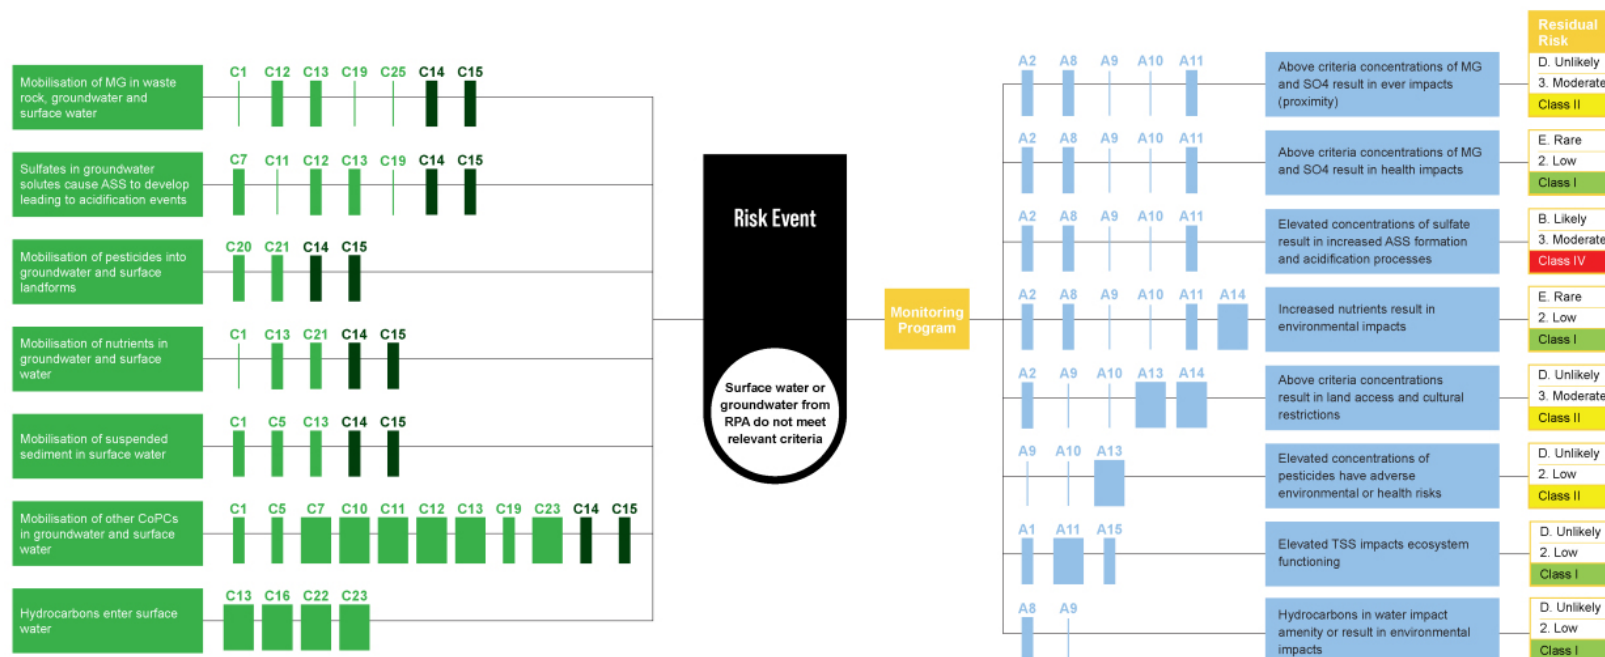 Mobilisation of MG in waste
rock, groundwater and
surface water
C1 C12 C13 C19 C25 C14 C15
Sulfates in groundwater
solutes cause ASS to develop
leading to acidification events
C7 C11 C12 C13 C19 C14 C15
Mobilisation of pesticides into
groundwater and surface
landforms
C20 C21 C14 C15
Mobilisation of nutrients in
groundwater and surface
water
C1 C13 C21 C14 C15
Mobilisation of suspended
sediment in surface water
C1 C5 C13 C14 C15
Mobilisation of other CoPCs
in groundwater and surface
water
C1 C5 C7 C10 C11 C12 C13 C19 C23 C14 C15
Hydrocarbons enter surface
water
C13 C16 C22 C23
Risk Event
Surface water or
groundwater from
RPA do not meet
relevant criteria
Monitoring
Program
Residual
Risk
A2 A8 A9 A10 A11
Above criteria concentrations of MG
and SO4 result in ever impacts
(proximity)
D. Unlikely
3. Moderate
Class II
A2 A8 A9 A10 A11
Above criteria concentrations of MG
and SO4 result in health impacts
E. Rare
2. Low
Class I
A2 A8 A9 A10 A11
Elevated concentrations of sulfate
result in increased ASS formation
and acidification processes
B. Likely
3. Moderate
Class IV
A2 A8 A9 A10 A11 A14
Increased nutrients result in
environmental impacts
E. Rare
2. Low
Class I
A2 A9 A10 A13 A14
Above criteria concentrations
result in land access and cultural
restrictions
D. Unlikely
3. Moderate
Class II
A9 A10 A13
Elevated concentrations of
pesticides have adverse
environmental or health risks
D. Unlikely
2. Low
Class II
A1 A11 A15
Elevated TSS impacts ecosystem
functioning
D. Unlikely
2. Low
Class I
A8 A9
Hydrocarbons in water impact
amenity or result in environmental
impacts
D. Unlikely
2. Low
Class I